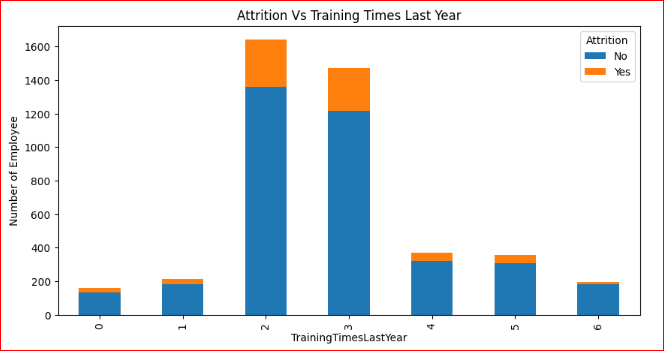 Attrition Vs Training Times Last Year
Attrition
No
Yes
Number of Employee
1600
1400
1200
1000
800
600
400
200
0
0 1 2 3 4 5 6
TrainingTimesLastYear